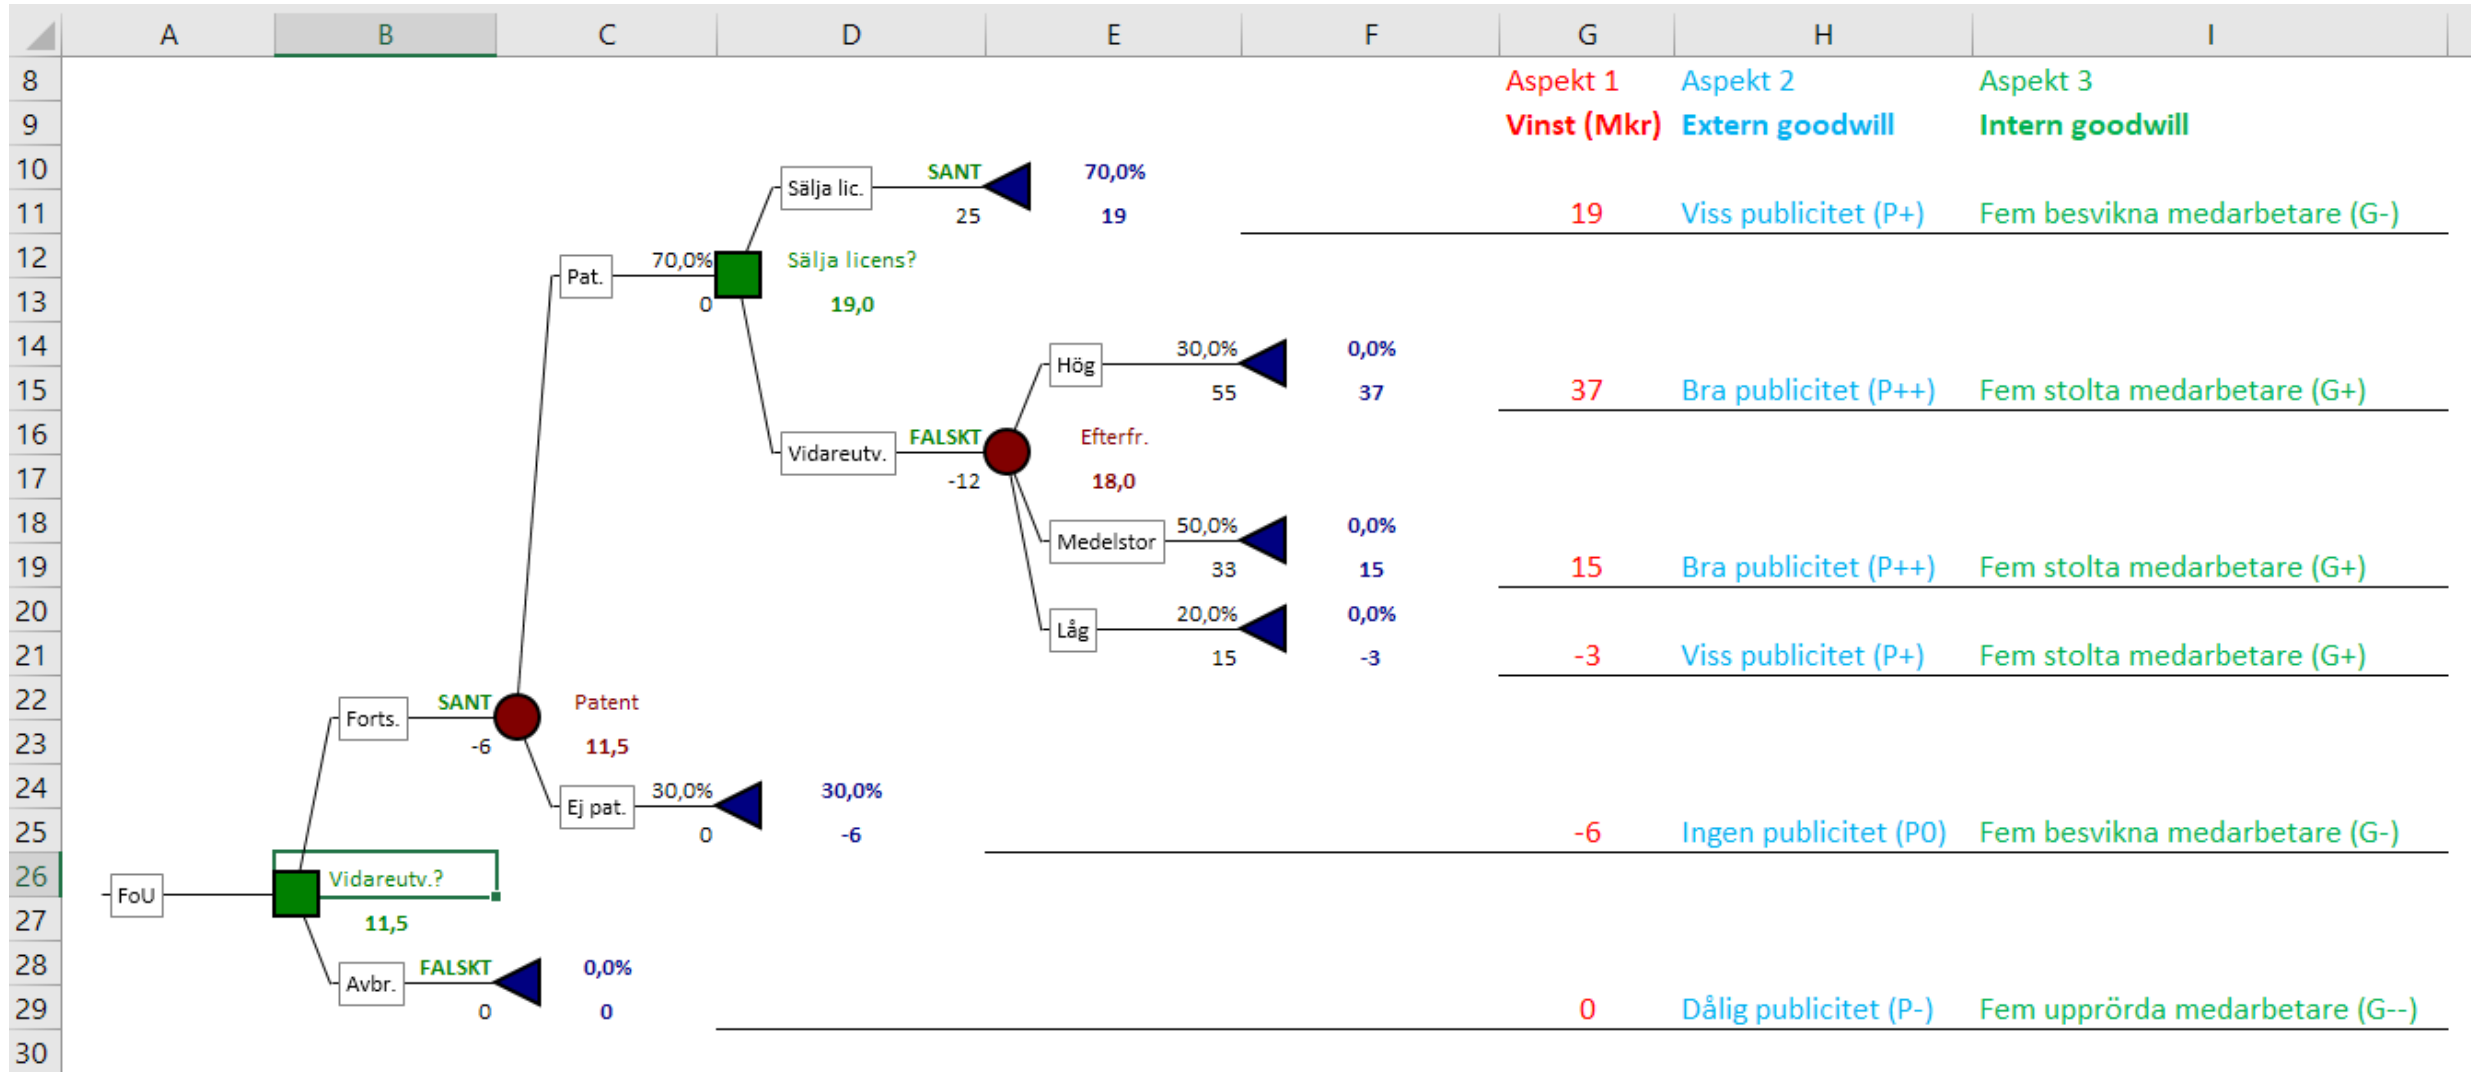 A B C D E F G H I
8 Aspekt 1 Aspekt 2 Aspekt 3
9 Vinst (Mkr) Extern goodwill Intern goodwill
10 Sälja lic. SANT 70,0%
11 25 19 19 Viss publicitet (P+) Fem besvikna medarbetare (G-)
12 Pat. 70,0% Sälja licens?
13 0 19,0
14 Hög 30,0% 0,0%
15 55 37 37 Bra publicitet (P++) Fem stolta medarbetare (G+)
16 Vidareutv. FALSKT Efterfr.
17 -12 18,0
18 Medelstor 50,0% 0,0%
19 33 15 15 Bra publicitet (P++) Fem stolta medarbetare (G+)
20 Låg 20,0% 0,0%
21 15 -3 -3 Viss publicitet (P+) Fem stolta medarbetare (G+)
22 Forts. SANT Patent
23 -6 11,5
24 Ej pat. 30,0% 30,0%
25 0 -6 -6 Ingen publicitet (P0) Fem besvikna medarbetare (G-)
26 FoU Vidareutv.?
27 11,5
28 Avbr. FALSKT 0,0%
29 0 0 0 Dålig publicitet (P-) Fem upprörda medarbetare (G--)
30